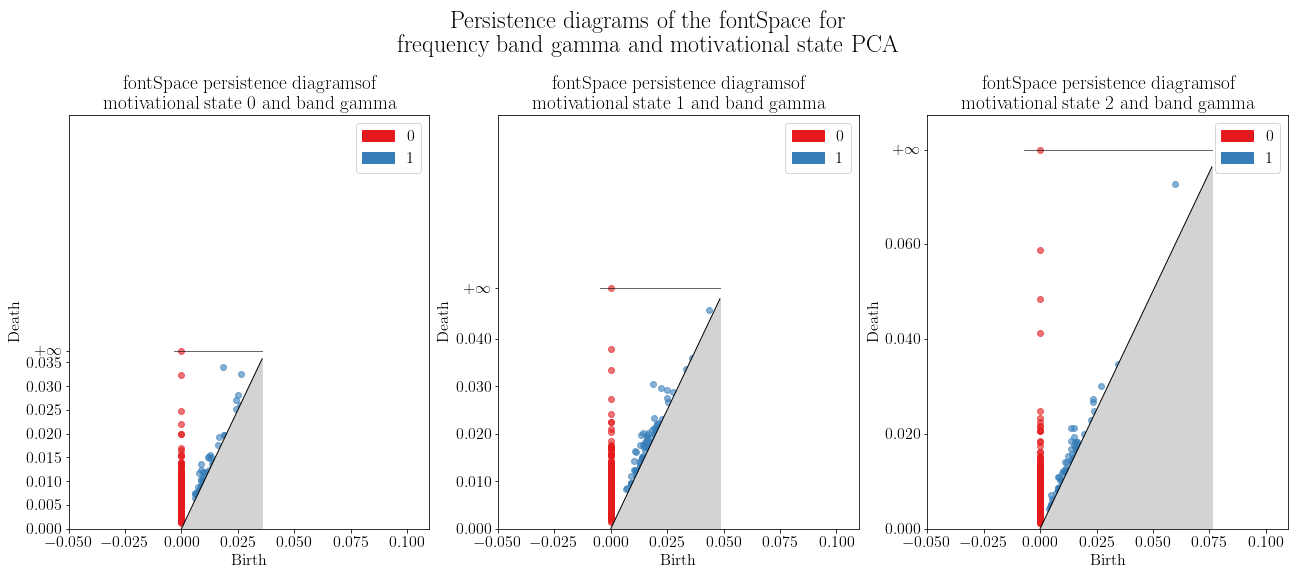 Persistence diagrams of the fontSpace for
frequency band gamma and motivational state PCA
fontSpace persistence diagramsof
motivational state 0 and band gamma
0
1
Death
+∞
0.035
0.030
0.025
0.020
0.015
0.010
0.005
0.000
−0.050 −0.025 0.000 0.025 0.050 0.075 0.100
Birth
fontSpace persistence diagramsof
motivational state 1 and band gamma
0
1
Death
+∞
0.040
0.030
0.020
0.010
0.000
−0.050 −0.025 0.000 0.025 0.050 0.075 0.100
Birth
fontSpace persistence diagramsof
motivational state 2 and band gamma
0
1
Death
+∞
0.060
0.040
0.020
0.000
−0.050 −0.025 0.000 0.025 0.050 0.075 0.100
Birth